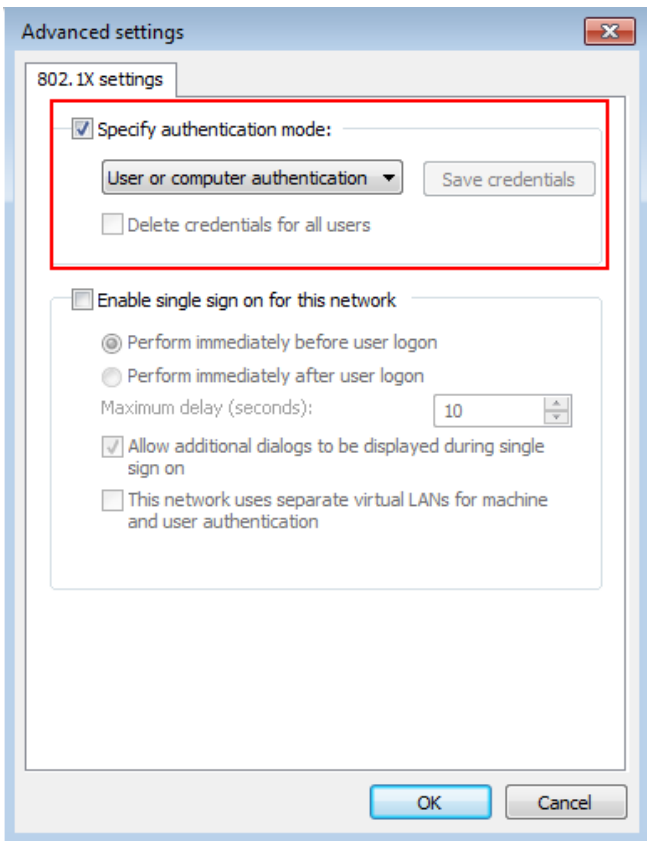 Advanced settings
802.1X settings
Specify authentication mode:
User or computer authentication
Save credentials
Delete credentials for all users
Enable single sign on for this network
Perform immediately before user logon
Perform immediately after user logon
Maximum delay (seconds):
10
Allow additional dialogs to be displayed during single
sign on
This network uses separate virtual LANs for machine
and user authentication
OK
Cancel